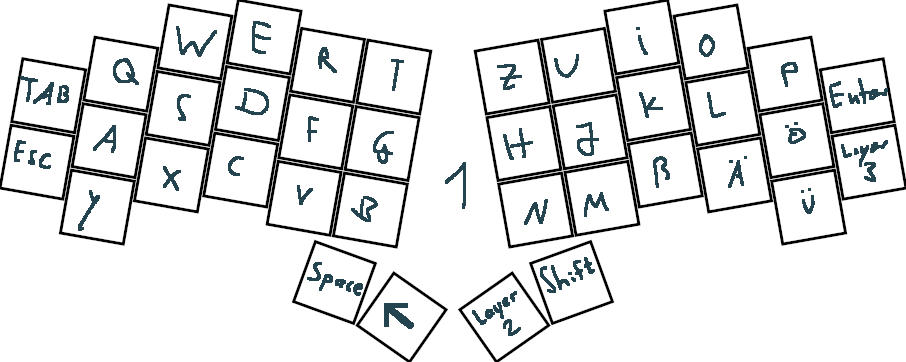 TAB Q W E R T Z U i O P Enter
Esc A S D F G H J K L Ö Layer 3
Y X C V B 1 N M ß Ä Ü
Space ↖ Layer 2 Shift